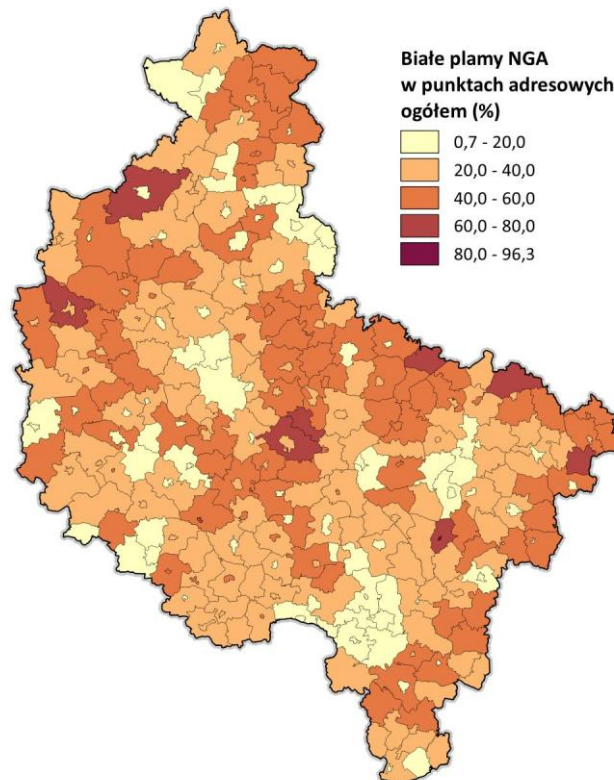 Białe plamy NGA
w punktach adresowych
ogółem (%)
0,7 - 20,0
20,0 - 40,0
40,0 - 60,0
60,0 - 80,0
80,0 - 96,3